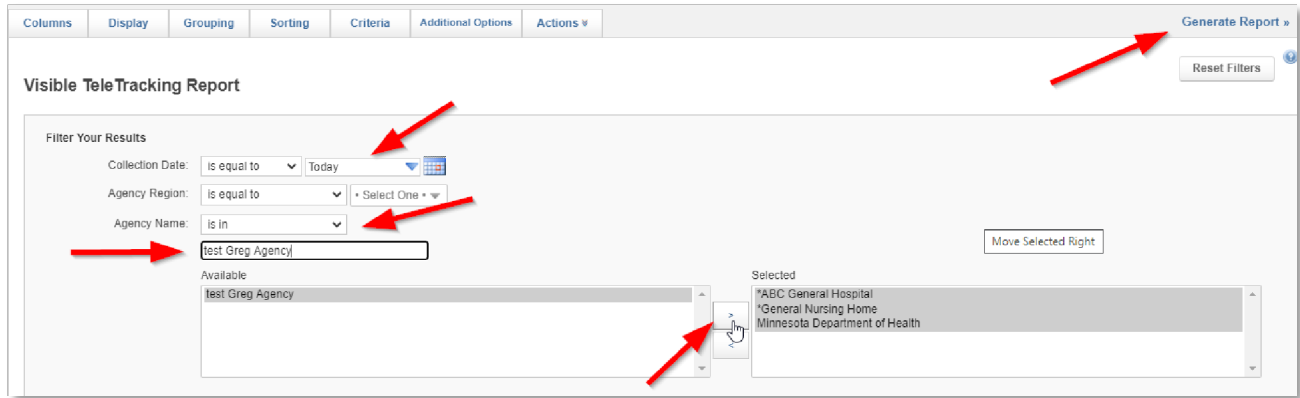 Columns Display Grouping Sorting Criteria Additional Options Actions Generate Report »
Reset Filters
Visible TeleTracking Report
Filter Your Results
Collection Date: is equal to Today
Agency Region: is equal to • Select One •
Agency Name: is in
test Greg Agency
Move Selected Right
Available Selected
test Greg Agency
*ABC General Hospital
*General Nursing Home
Minnesota Department of Health
>
<